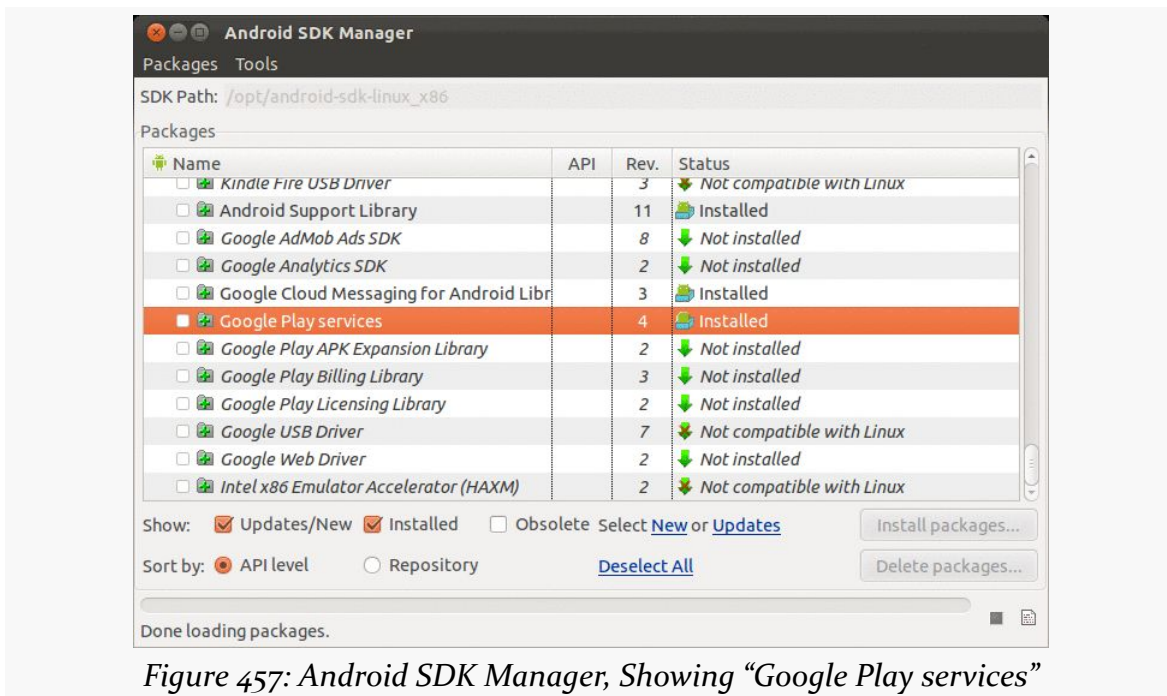 Android SDK Manager
Packages Tools
SDK Path: /opt/android-sdk-linux_x86
Packages
Name API Rev. Status
Kindle Fire USB Driver 3 Not compatible with Linux
Android Support Library 11 Installed
Google AdMob Ads SDK 8 Not installed
Google Analytics SDK 2 Not installed
Google Cloud Messaging for Android Libr 3 Installed
Google Play services 4 Installed
Google Play APK Expansion Library 2 Not installed
Google Play Billing Library 3 Not installed
Google Play Licensing Library 2 Not installed
Google USB Driver 7 Not compatible with Linux
Google Web Driver 2 Not installed
Intel x86 Emulator Accelerator (HAXM) 2 Not compatible with Linux
Show: Updates/New Installed Obsolete Select New or Updates Install packages...
Sort by: API level Repository Deselect All Delete packages...
Done loading packages.
Figure 457: Android SDK Manager, Showing “Google Play services”